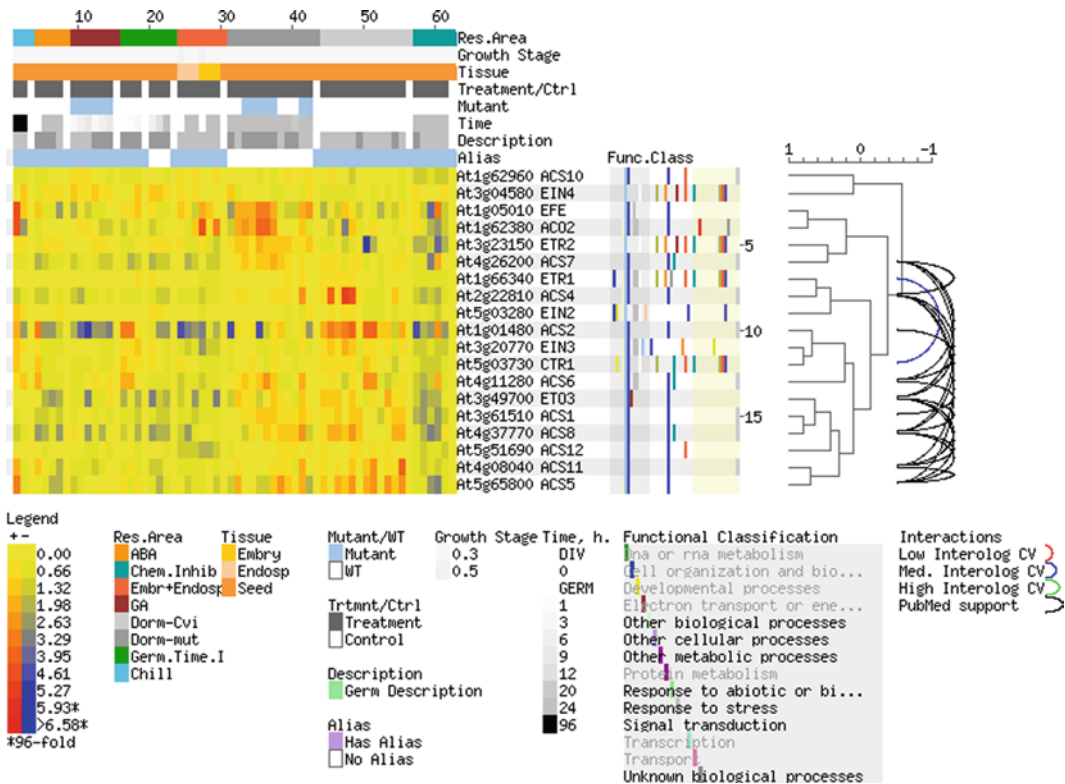 10 20 30 40 50 60
Res.Area
Growth Stage
Tissue
Treatment/Ctrl
Mutant
Time
Description
Alias
Func.Class
1 0 -1
At1g62960 ACS10
At3g04580 EIN4
At1g05010 EFE
At1g62380 ACO2
At3g23150 ETR2
-5
At4g26200 ACS7
At1g66340 ETR1
At2g22810 ACS4
At5g03280 EIN2
At1g01480 ACS2
-10
At3g20770 EIN3
At5g03730 CTR1
At4g11280 ACS6
At3g49700 ETO3
At3g61510 ACS1
-15
At4g37770 ACS8
At5g51690 ACS12
At4g08040 ACS11
At5g65800 ACS5
Legend
+ -
0.00
0.66
1.32
1.98
2.63
3.29
3.95
4.61
5.27
5.93*
>6.58*
*96-fold
Res.Area
ABA
Chem.Inhib
Embr+Endosp
GA
Dorm-Cvi
Dorm-mut
Germ.Time.I
Chill
Tissue
Embry
Endosp
Seed
Mutant/WT
Mutant
WT
Trtmnt/Ctrl
Treatment
Control
Description
Germ Description
Alias
Has Alias
No Alias
Growth Stage
0.3
0.5
Time, h.
DIV
0
GERM
1
3
6
9
12
20
24
96
Functional Classification
Dna or rna metabolism
Cell organization and bio...
Developmental processes
Electron transport or ene...
Other biological processes
Other cellular processes
Other metabolic processes
Protein metabolism
Response to abiotic or bi...
Response to stress
Signal transduction
Transcription
Transport
Unknown biological processes
Interactions
Low Interolog CV
Med. Interolog CV
High Interolog CV
PubMed support